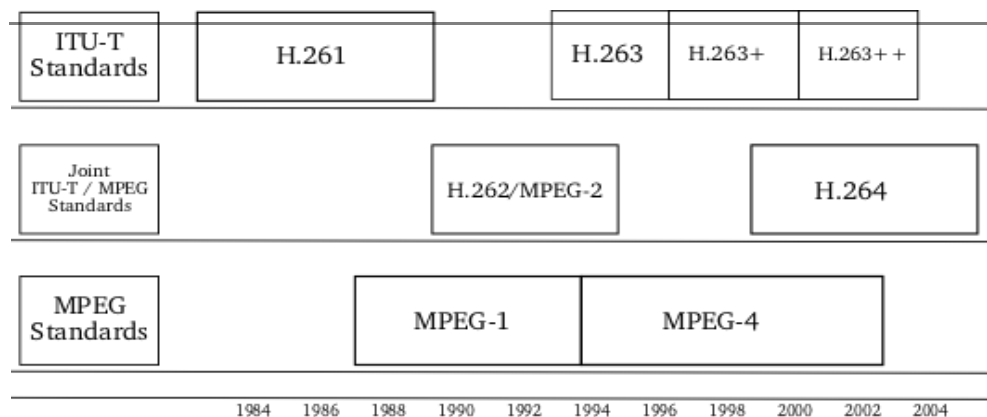 ITU-T
Standards
H.261
H.263
H.263+
H.263++
Joint
ITU-T / MPEG
Standards
H.262/MPEG-2
H.264
MPEG
Standards
MPEG-1
MPEG-4
1984 1986 1988 1990 1992 1994 1996 1998 2000 2002 2004